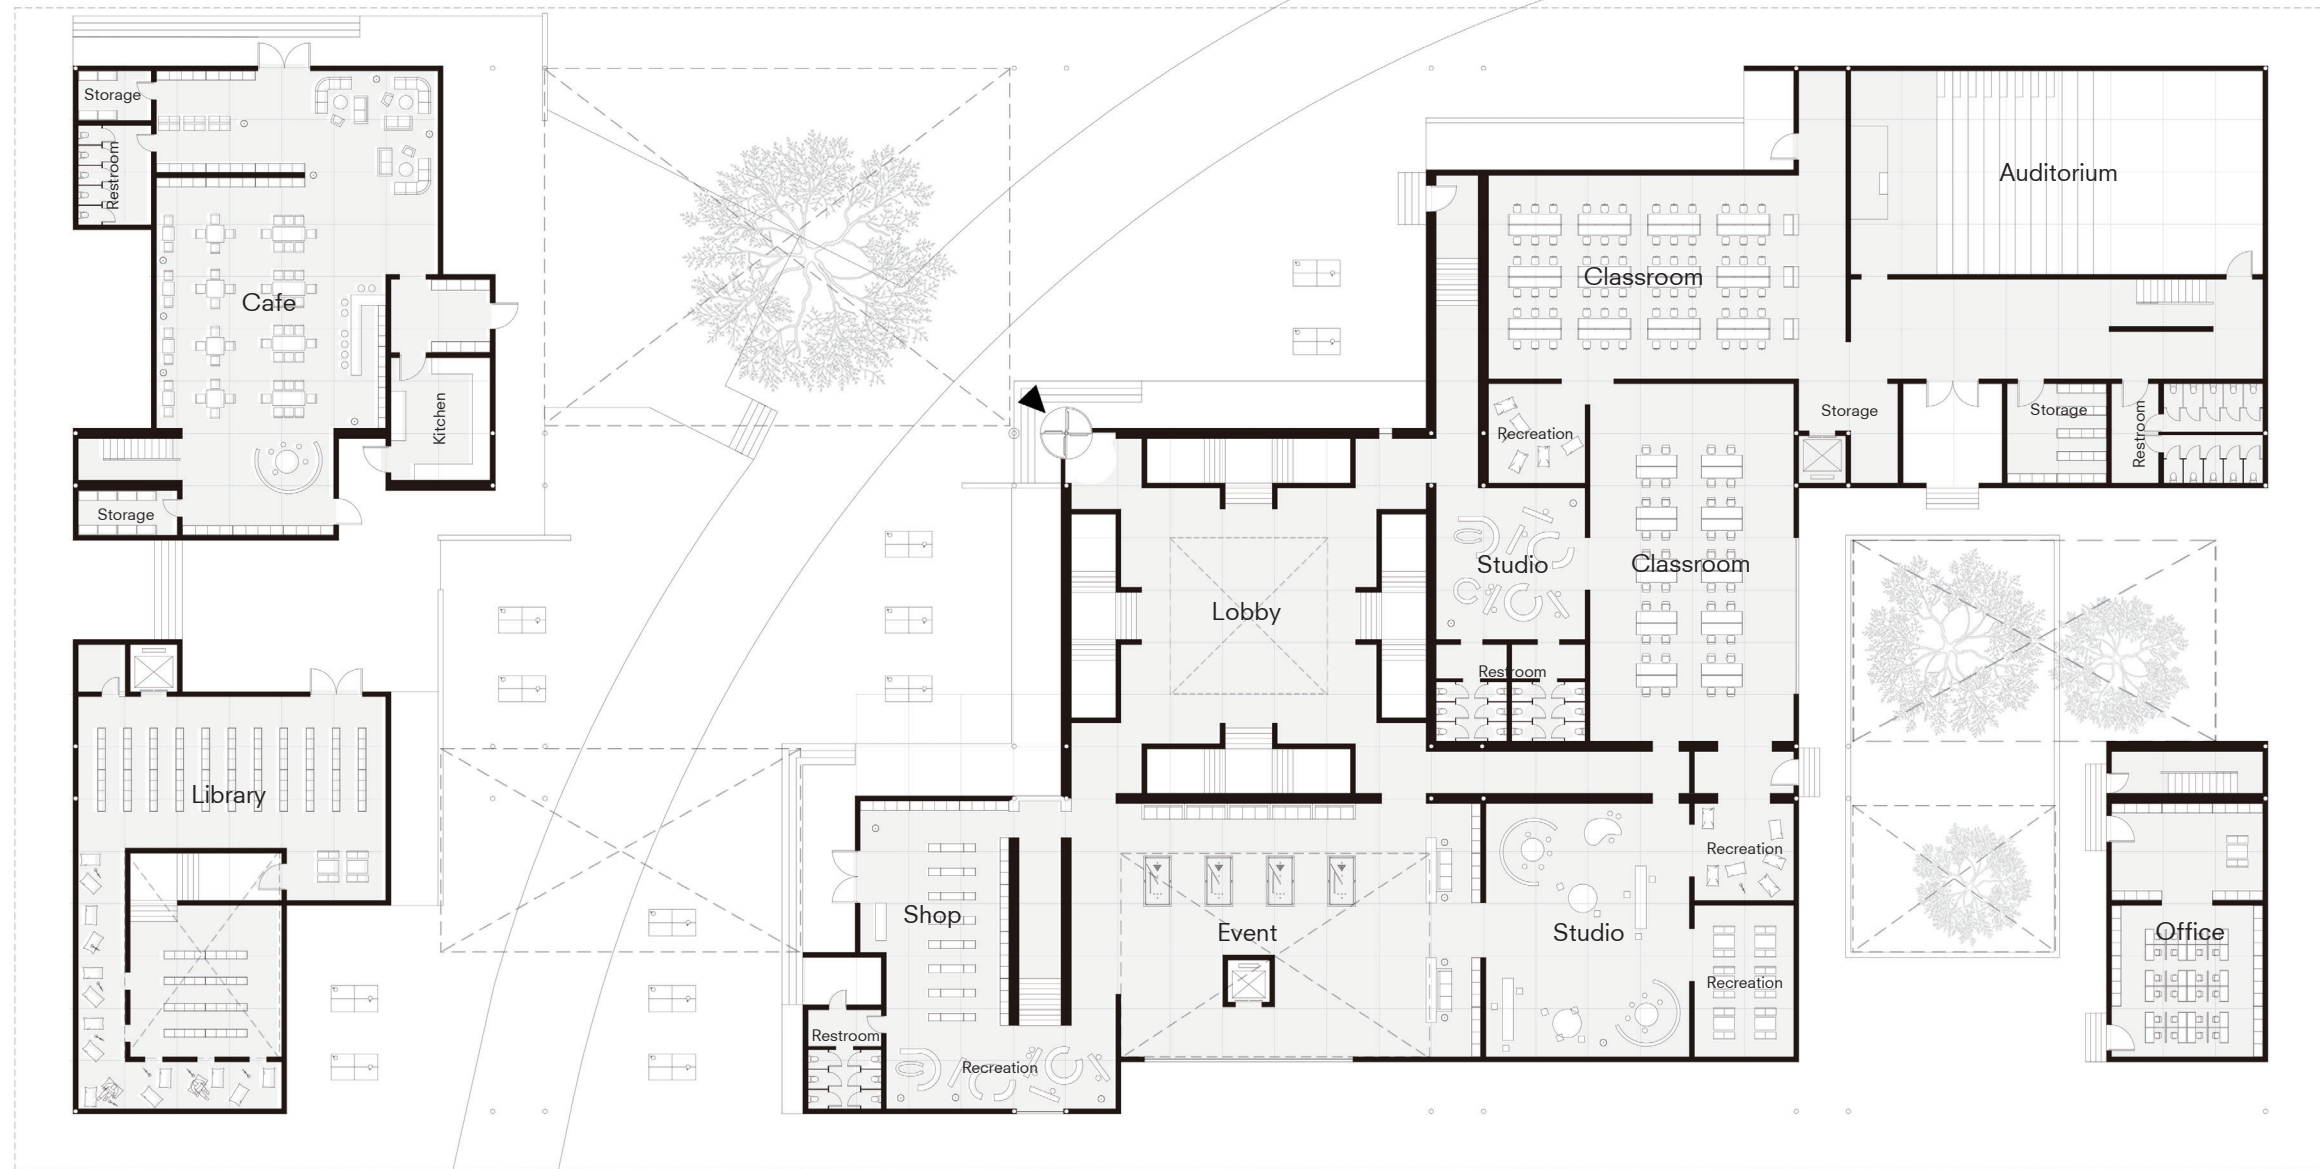 Storage
Restroom
Cafe
Kitchen
Storage
Library
Auditorium
Classroom
Recreation
Storage
Storage
Restroom
Studio
Classroom
Lobby
Restroom
Shop
Event
Studio
Recreation
Recreation
Office
Restroom
Recreation